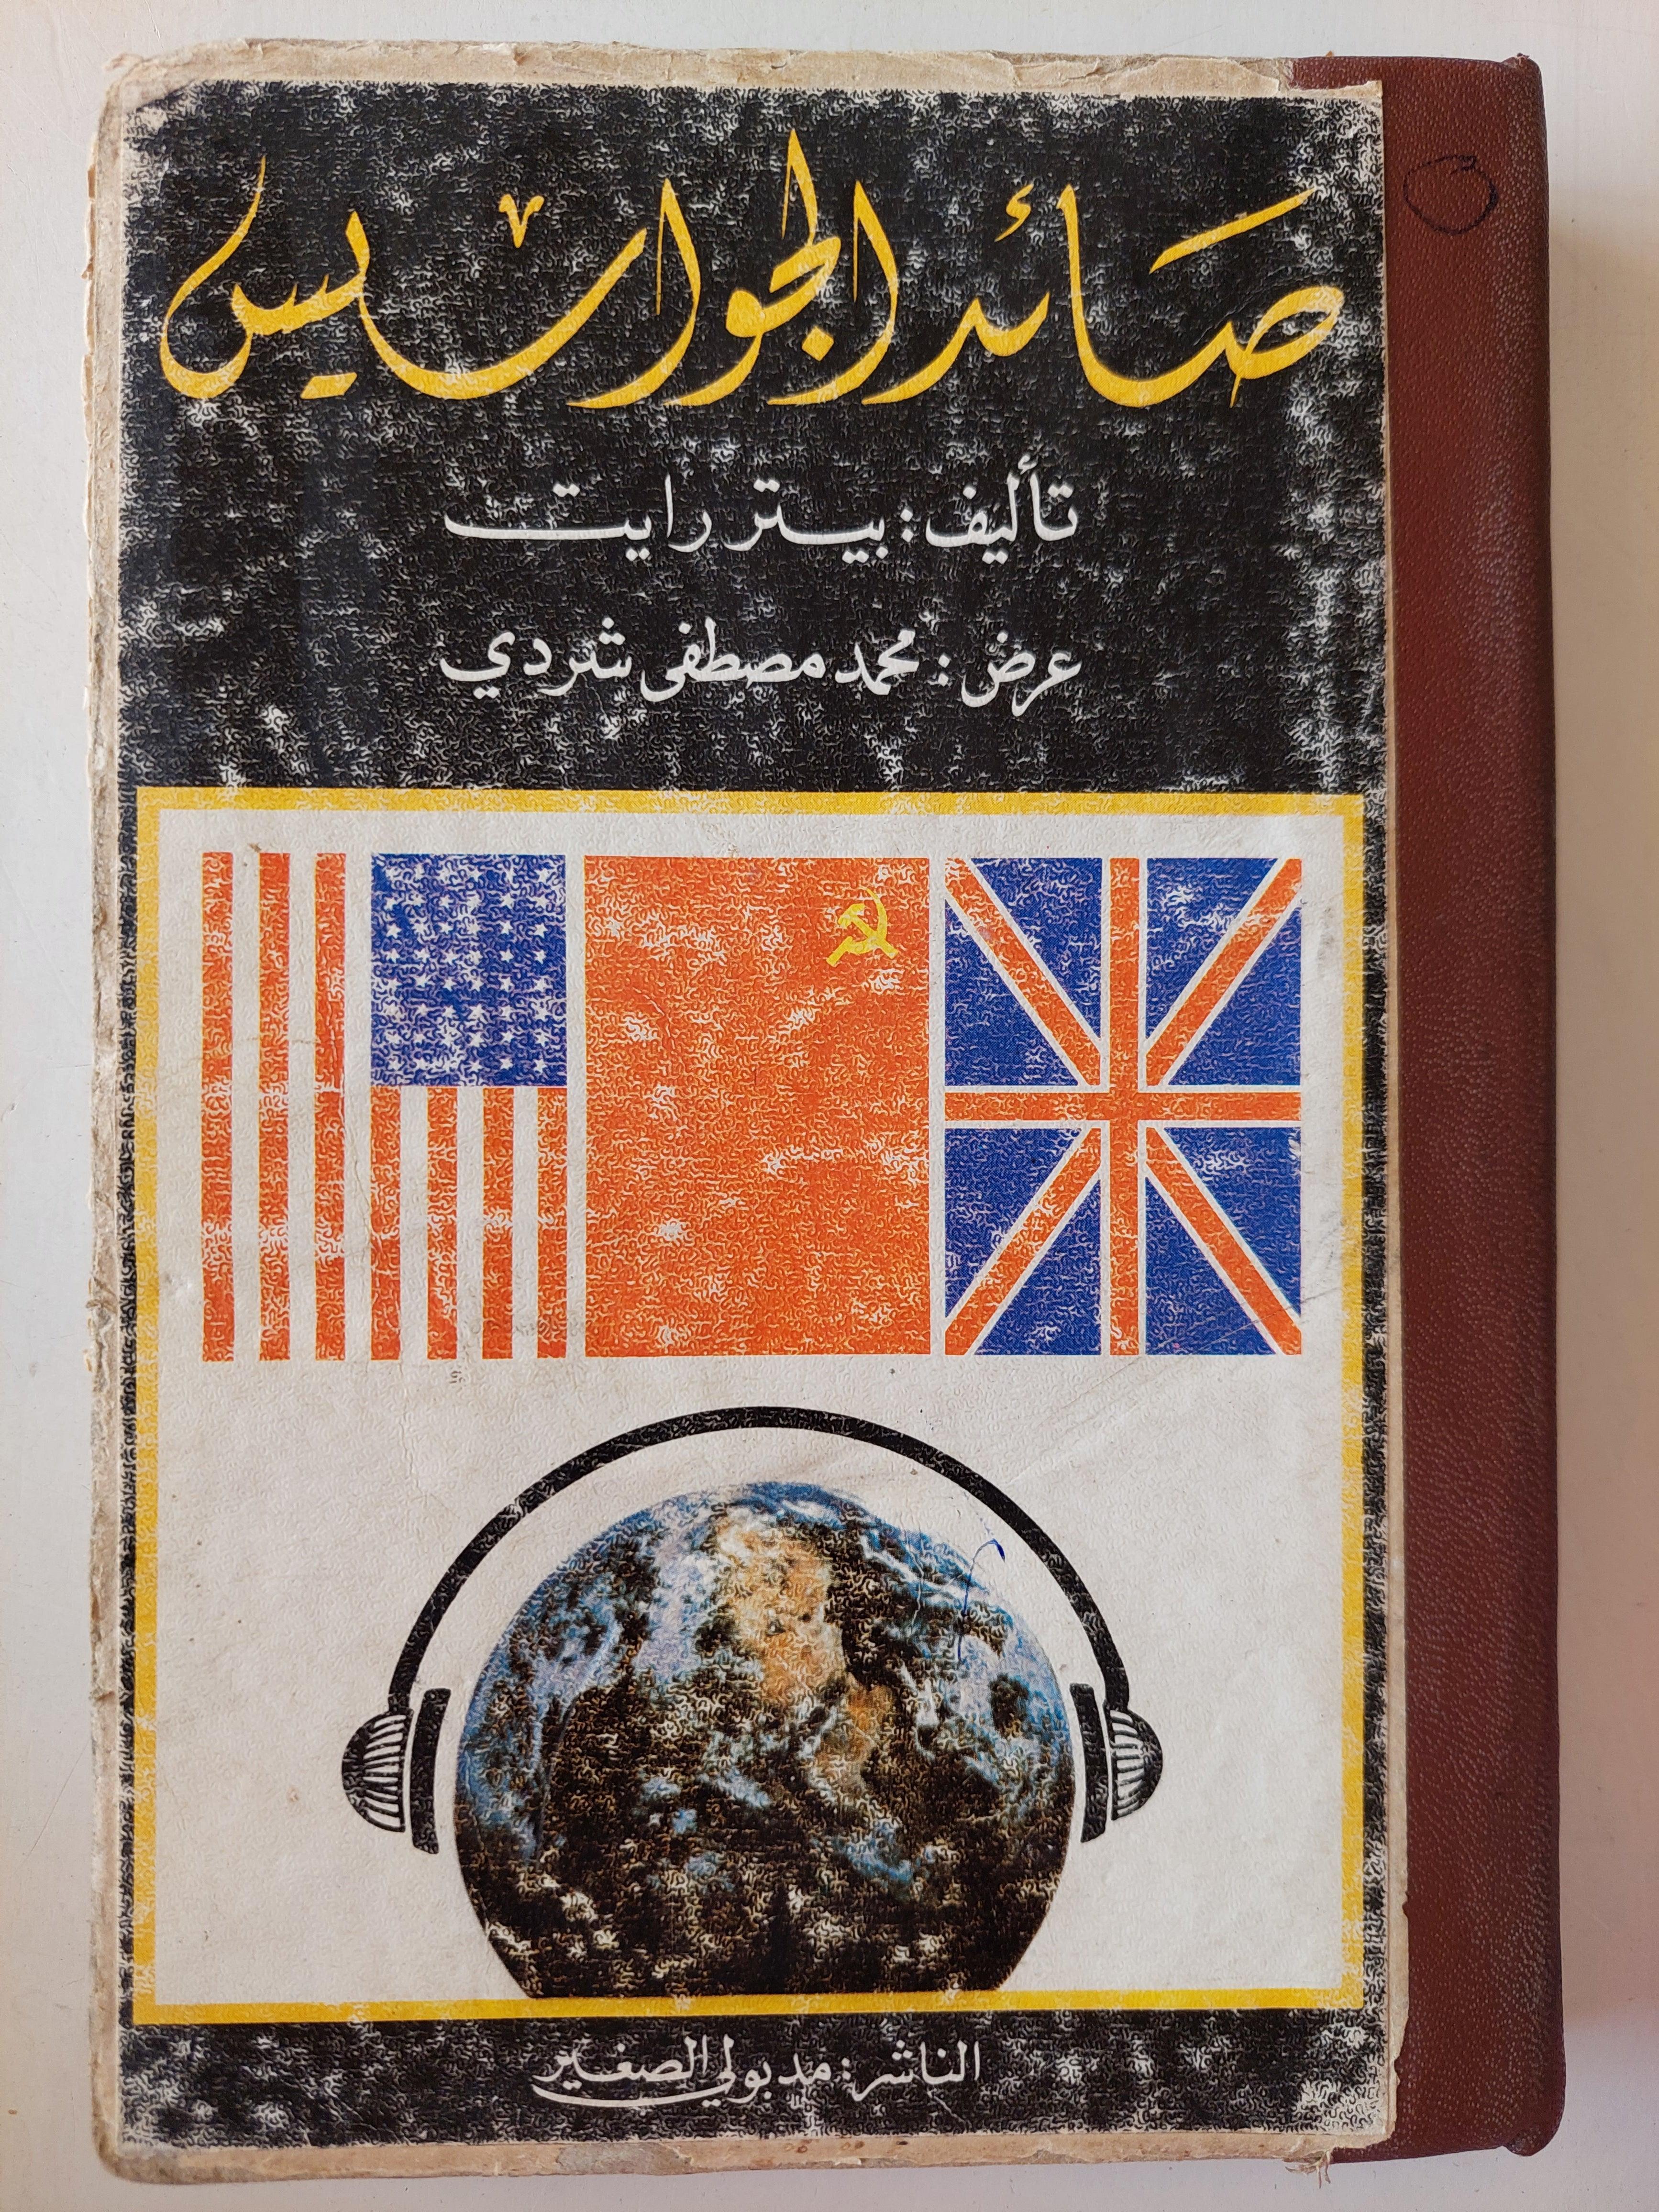 صائد الجواسيس
تأليف: بيتر رايت
عرض: محمد مصطفى شردي
الناشر: مدبولي الصغير